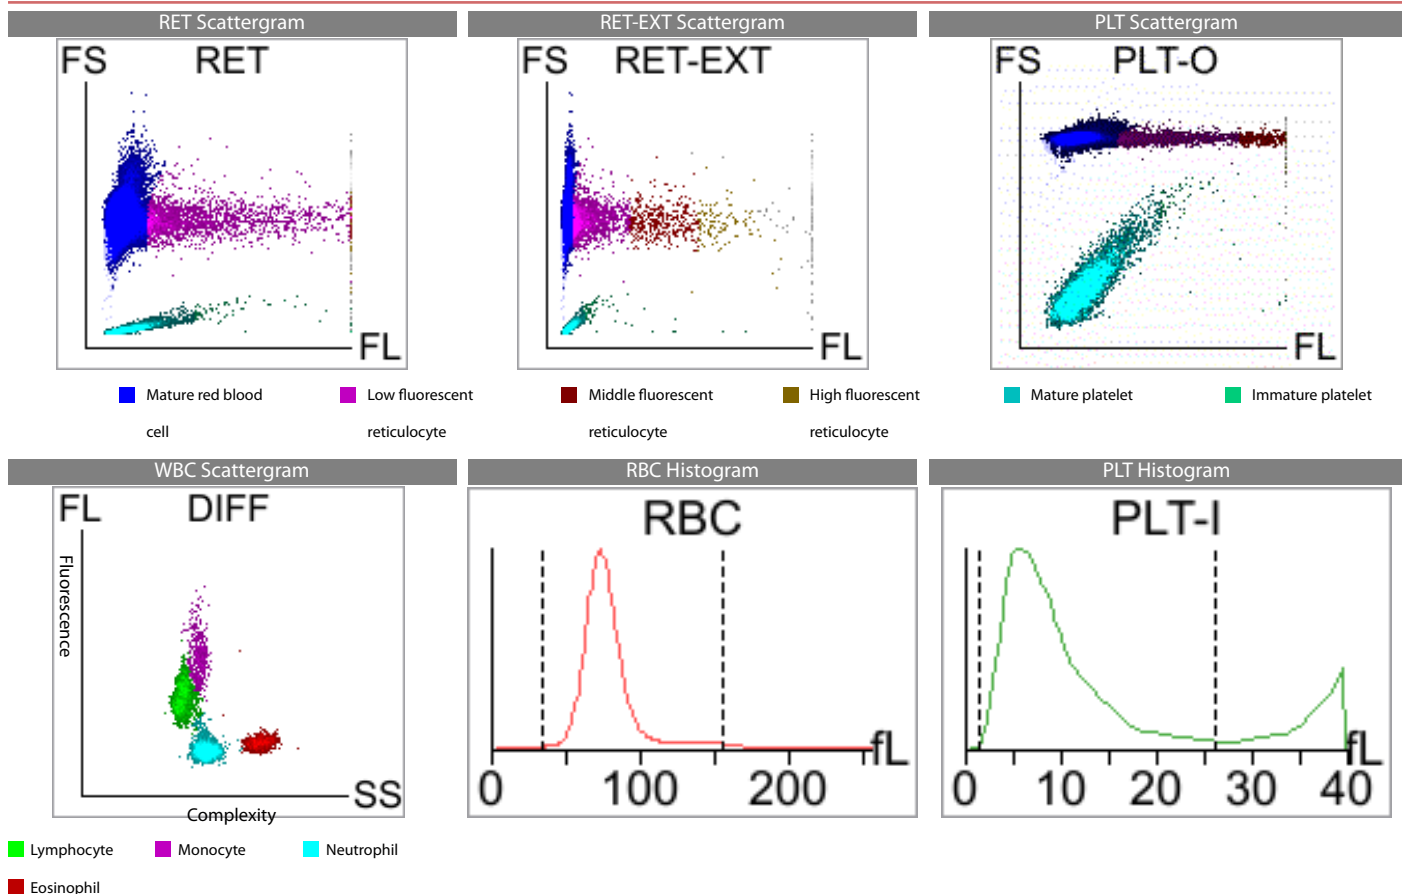 RET Scattergram
RET-EXT Scattergram
PLT Scattergram
FS RET
FL
FS RET-EXT
FL
FS PLT-O
FL
Mature red blood cell
Low fluorescent reticulocyte
Middle fluorescent reticulocyte
High fluorescent reticulocyte
Mature platelet
Immature platelet
WBC Scattergram
RBC Histogram
PLT Histogram
FL DIFF
Fluorescence
SS
Complexity
RBC
fL
0 100 200
PLT-I
fL
0 10 20 30 40
Lymphocyte
Monocyte
Neutrophil
Eosinophil